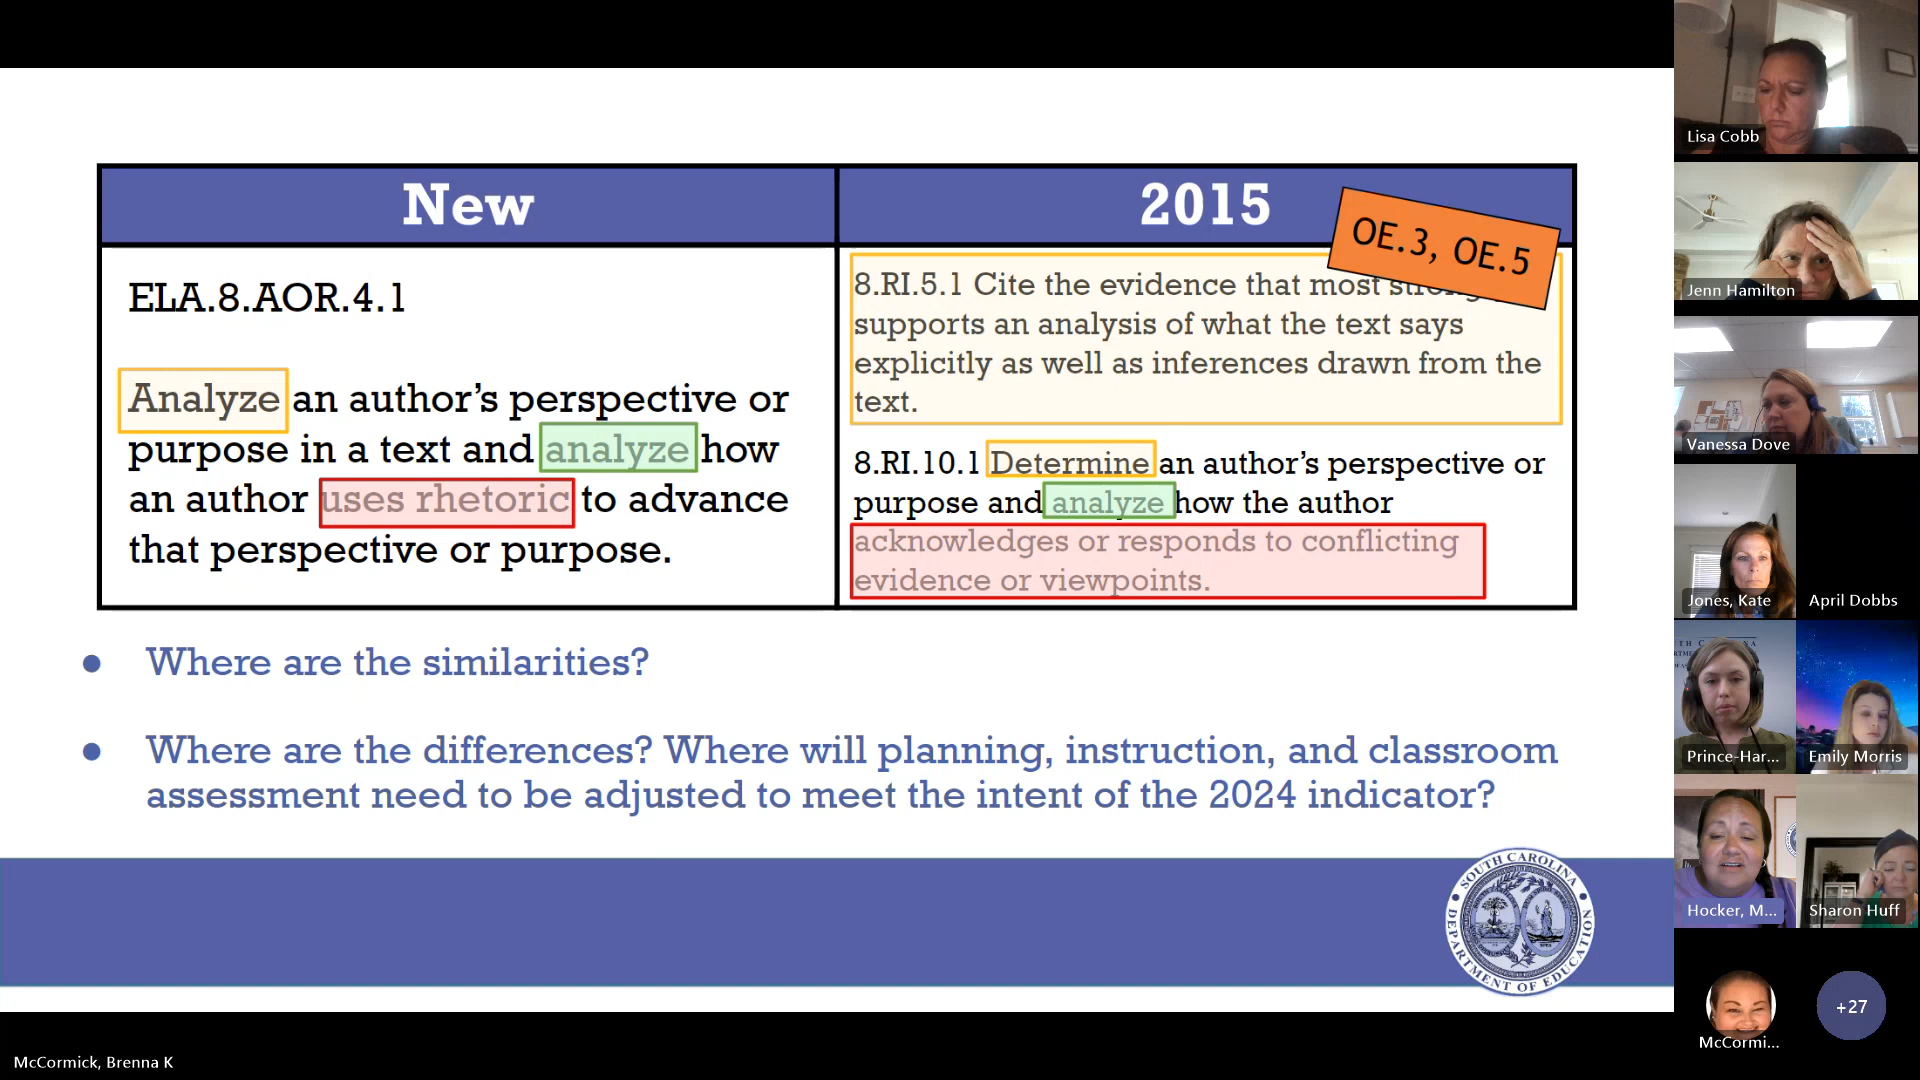 New
2015
OE.3, OE.5
ELA.8.AOR.4.1
Analyze an author's perspective or
purpose in a text and analyze how
an author uses rhetoric to advance
that perspective or purpose.
8.RI.5.1 Cite the evidence that most
supports an analysis of what the text says
explicitly as well as inferences drawn from the
text.
8.RI.10.1 Determine an author's perspective or
purpose and analyze how the author
acknowledges or responds to conflicting
evidence or viewpoints.
● Where are the similarities?
● Where are the differences? Where will planning, instruction, and classroom
assessment need to be adjusted to meet the intent of the 2024 indicator?
SOUTH CAROLINA
DEPARTMENT OF EDUCATION
McCormick, Brenna K
Lisa Cobb
Jenn Hamilton
Vanessa Dove
Jones, Kate
April Dobbs
Prince-Har...
Emily Morris
Hocker, M...
Sharon Huff
McCormi...
+27